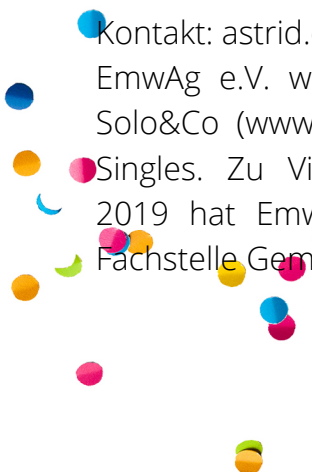 Kontakt: astrid.
EmwAg e.V. w
Solo&Co (www
Singles. Zu Vi
2019 hat Emw
Fachstelle Gem